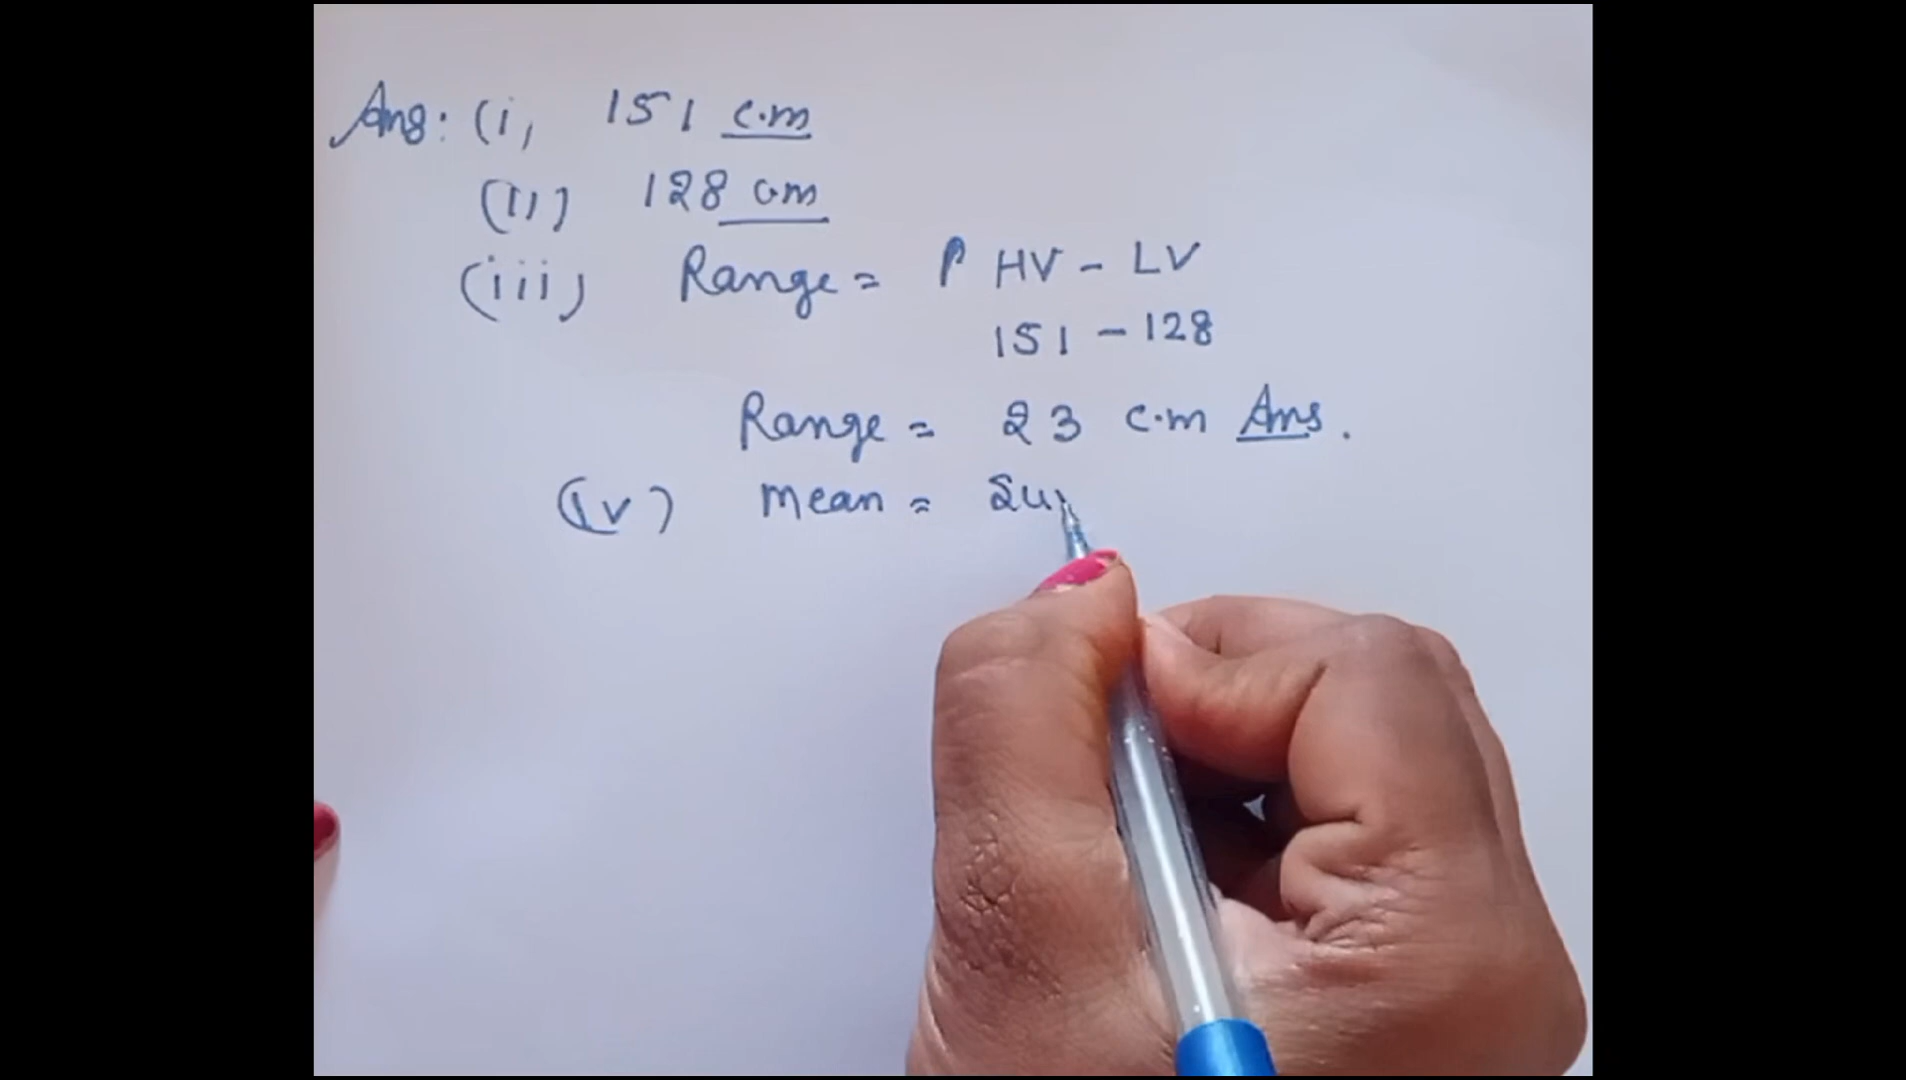 Ans: (i) 151 c.m
(ii) 128 cm
(iii) Range = HV - LV
151 - 128
Range = 23 c.m Ans.
(iv) Mean = Su